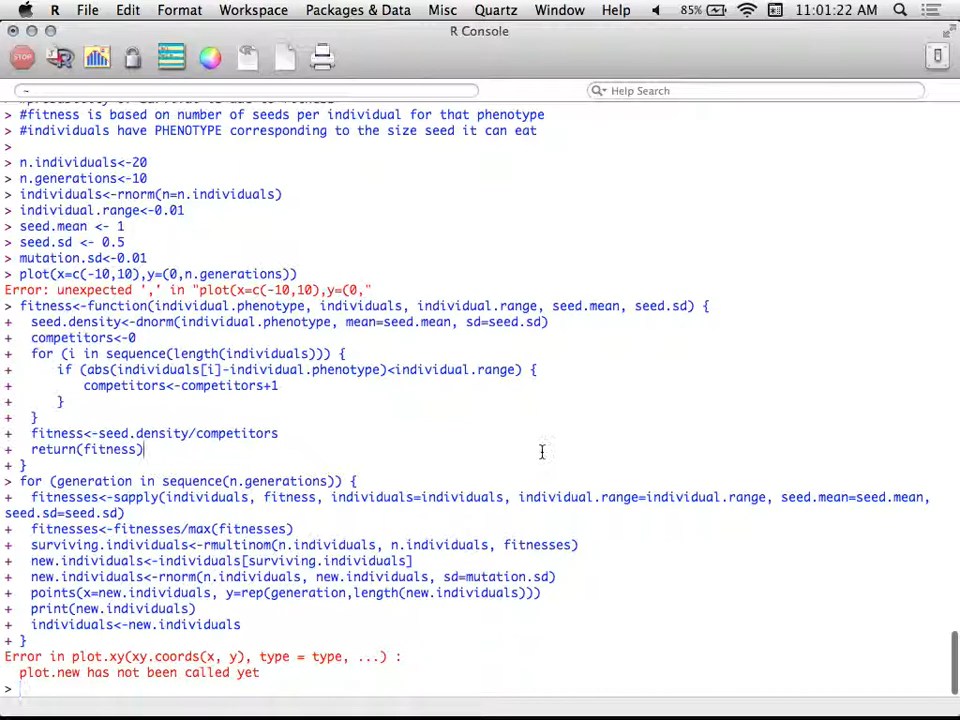 R File Edit Format Workspace Packages & Data Misc Quartz Window Help 85% 11:01:22 AM
R Console
STOP
~
Help Search
> #fitness is based on number of seeds per individual for that phenotype
> #individuals have PHENOTYPE corresponding to the size seed it can eat
>
> n.individuals<-20
> n.generations<-10
> individuals<-rnorm(n=n.individuals)
> individual.range<-0.01
> seed.mean <- 1
> seed.sd <- 0.5
> mutation.sd<-0.01
> plot(x=c(-10,10),y=(0,n.generations))
Error: unexpected ',' in "plot(x=c(-10,10),y=(0,"
> fitness<-function(individual.phenotype, individuals, individual.range, seed.mean, seed.sd) {
+ seed.density<-dnorm(individual.phenotype, mean=seed.mean, sd=seed.sd)
+ competitors<-0
+ for (i in sequence(length(individuals))) {
+ if (abs(individuals[i]-individual.phenotype)<individual.range) {
+ competitors<-competitors+1
+ }
+ }
+ fitness<-seed.density/competitors
+ return(fitness)
+ }
> for (generation in sequence(n.generations)) {
+ fitnesses<-sapply(individuals, fitness, individuals=individuals, individual.range=individual.range, seed.mean=seed.mean,
seed.sd=seed.sd)
+ fitnesses<-fitnesses/max(fitnesses)
+ surviving.individuals<-rmultinom(n.individuals, n.individuals, fitnesses)
+ new.individuals<-individuals[surviving.individuals]
+ new.individuals<-rnorm(n.individuals, new.individuals, sd=mutation.sd)
+ points(x=new.individuals, y=rep(generation,length(new.individuals)))
+ print(new.individuals)
+ individuals<-new.individuals
+ }
Error in plot.xy(xy.coords(x, y), type = type, ...) :
plot.new has not been called yet
>